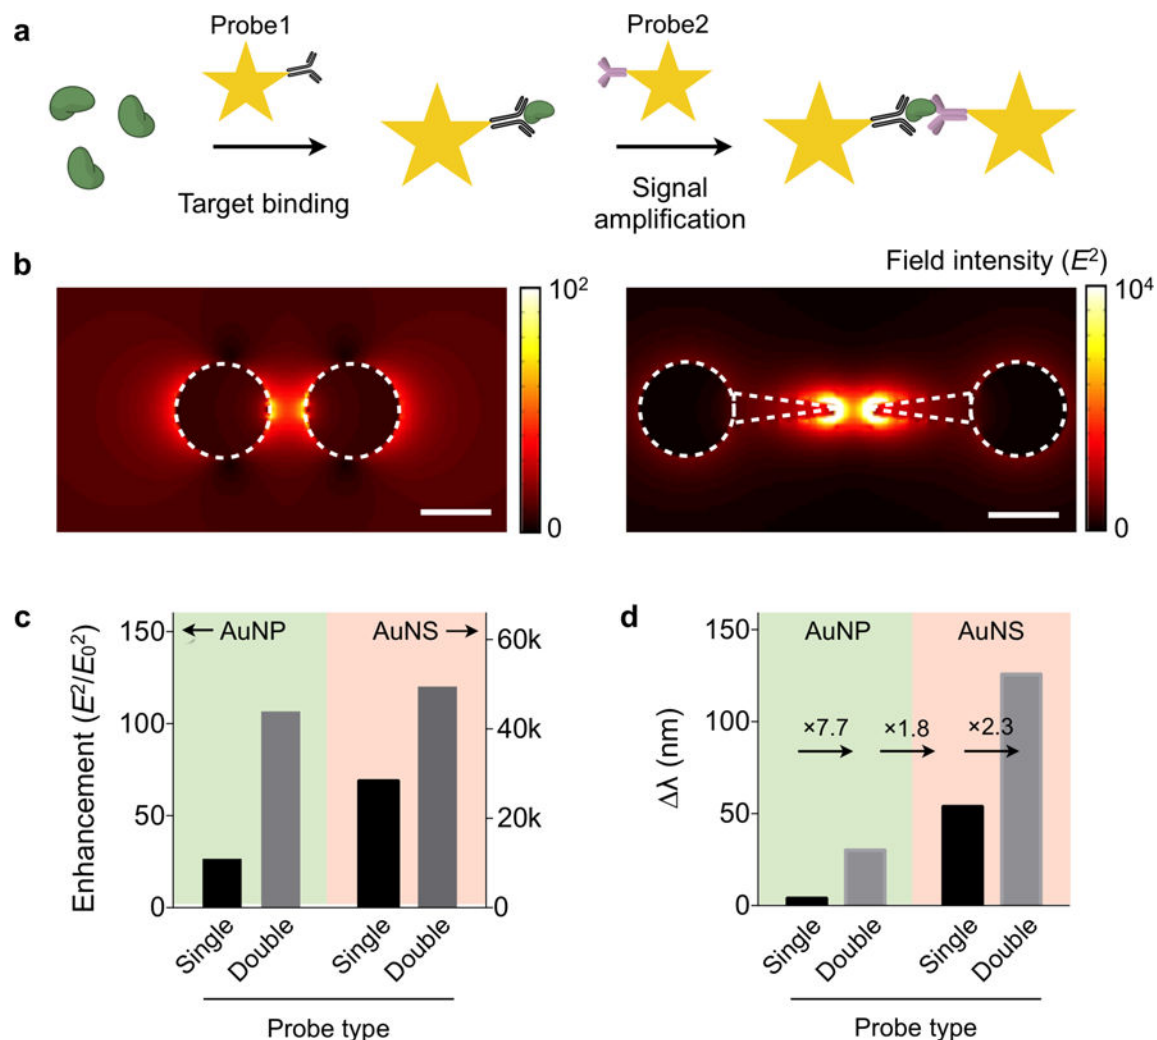 a
Probe1
Probe2
Target binding
Signal
amplification
b
Field intensity (E²)
10²
0
10⁴
0
c
Enhancement (E²/E₀²)
150
100
50
0
← AuNP
AuNS →
60k
40k
20k
0
Single
Double
Single
Double
Probe type
d
Δλ (nm)
150
100
50
0
AuNP
AuNS
×7.7
×1.8
×2.3
Single
Double
Single
Double
Probe type